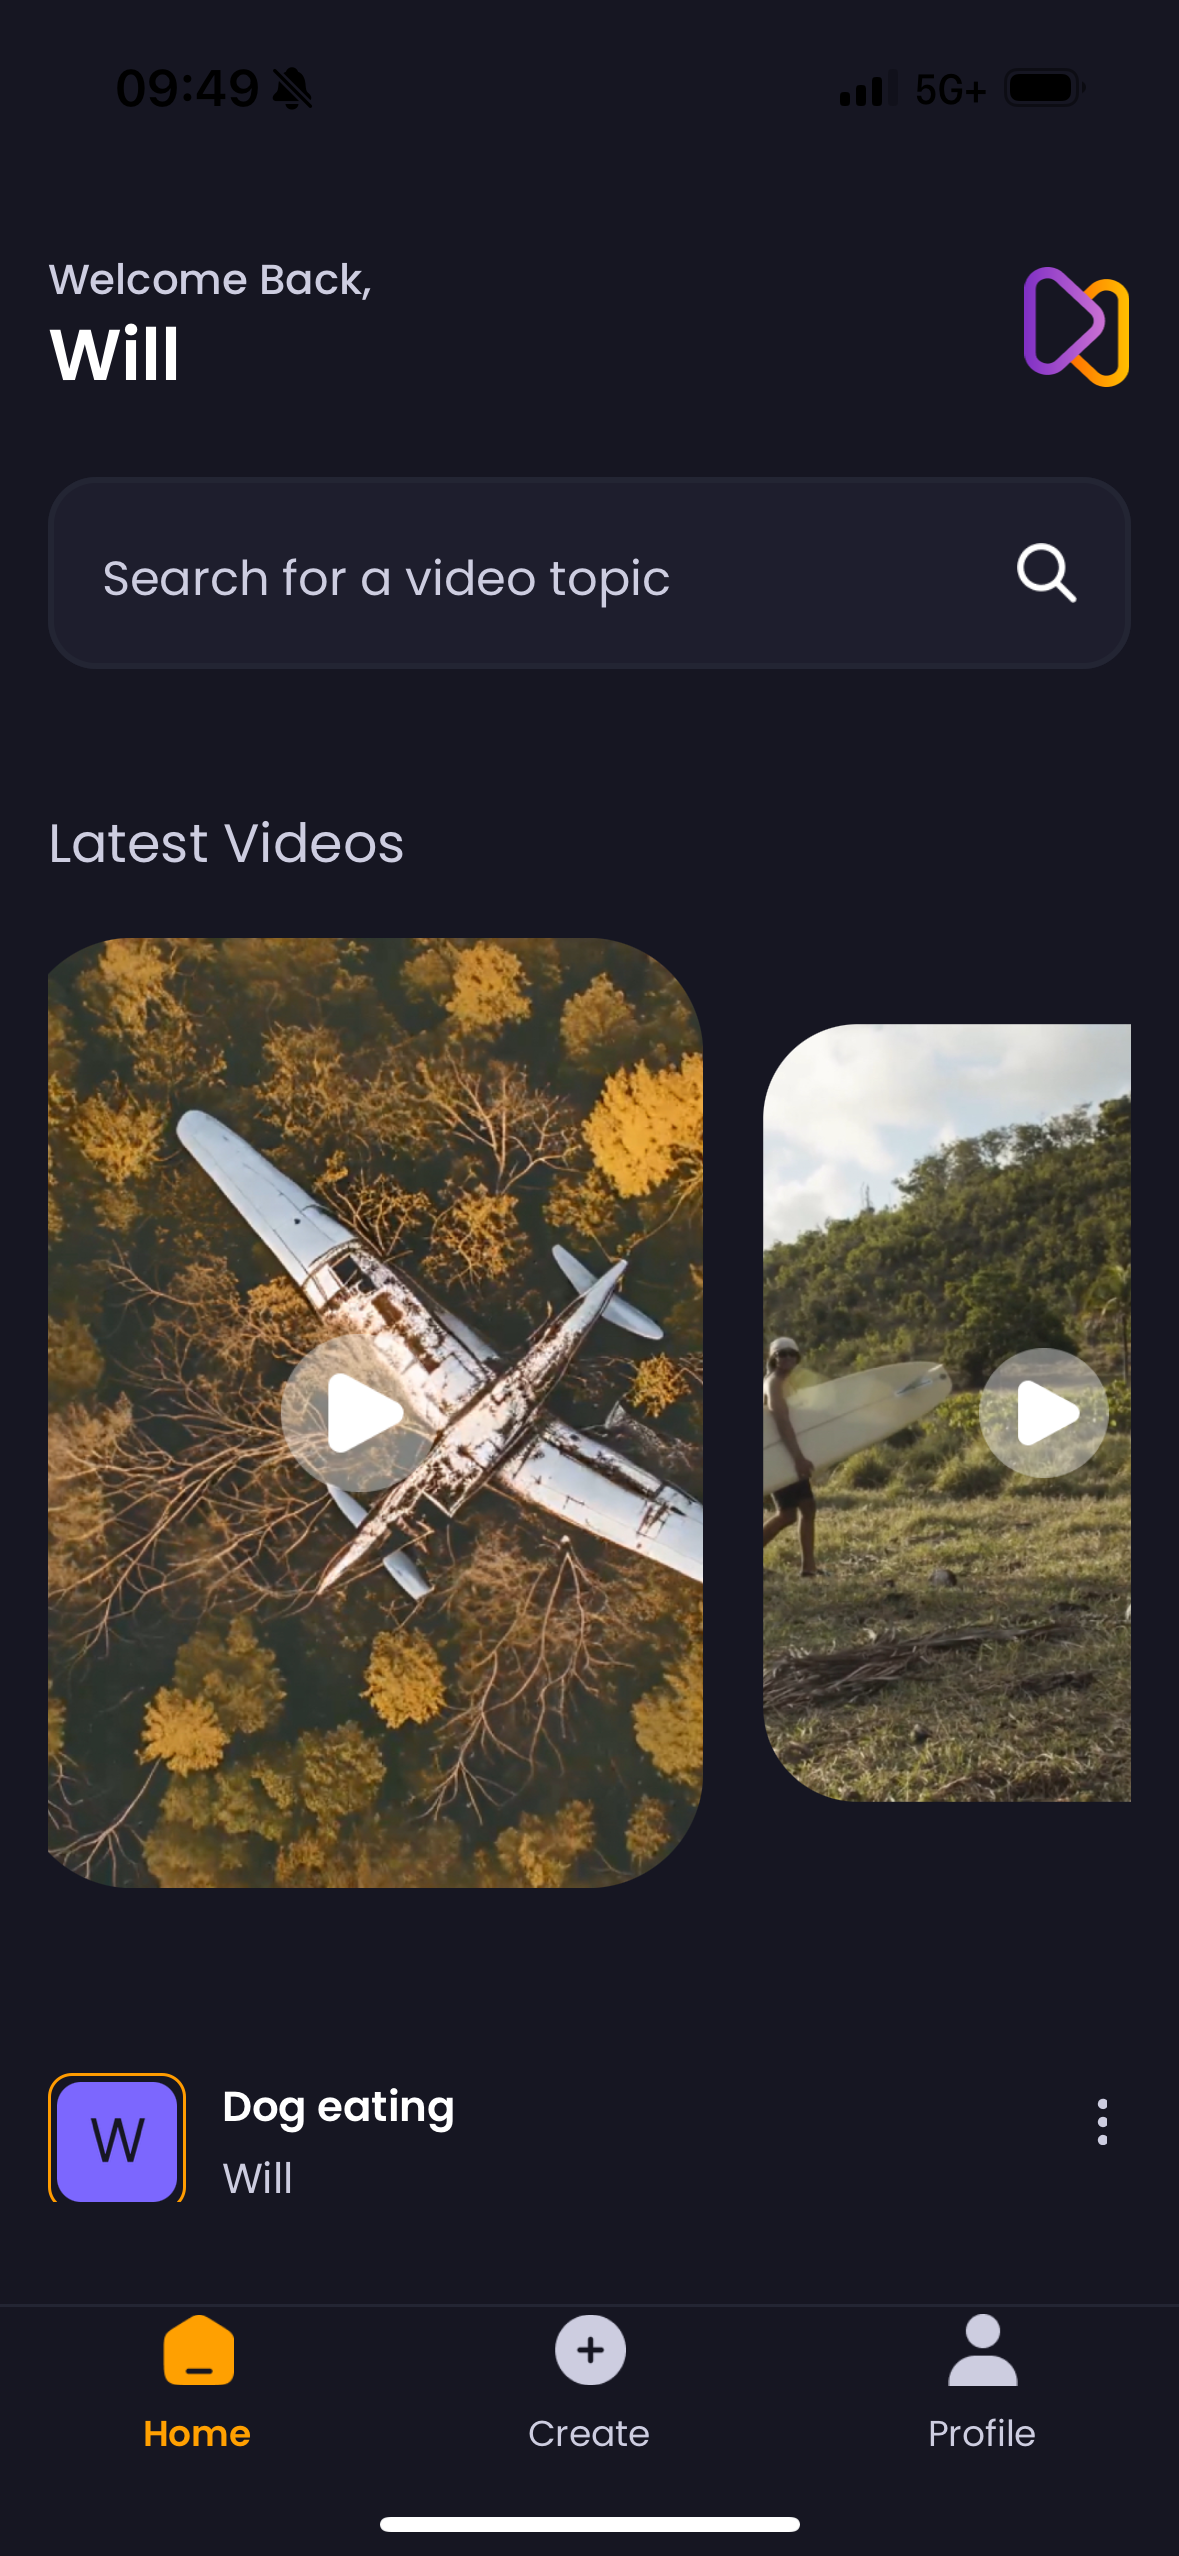 09:49
5G+
Welcome Back,
Will
Search for a video topic
Latest Videos
W
Dog eating
Will
Home
Create
Profile